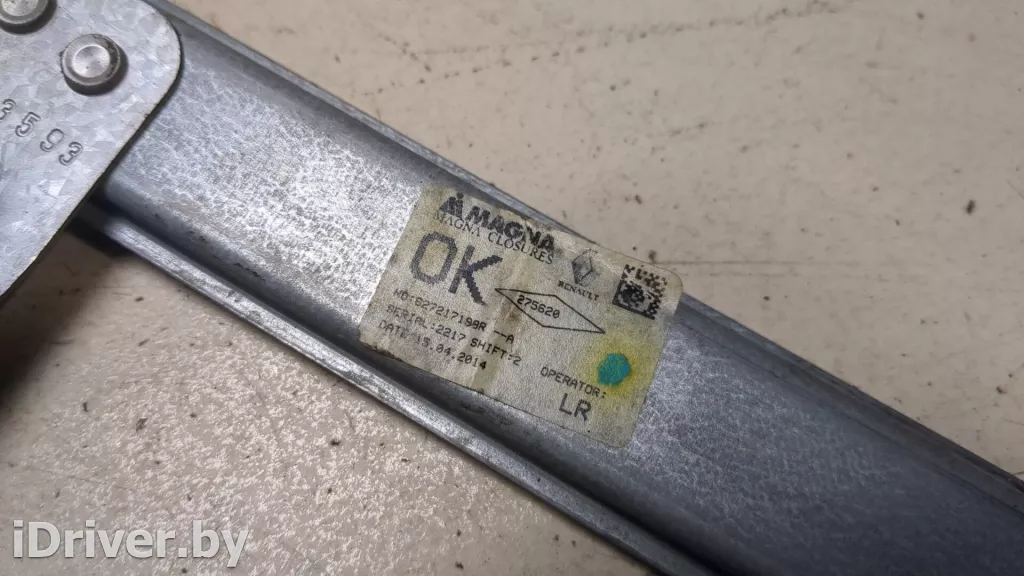 3593
MAGNA
MAGNA CLOSURES
OK
RENAULT
275620
NO:827217198R --A
SERIAL:2317 SHIFT:2
DATE:15.04.2014
OPERATOR:
LR
iDriver.by